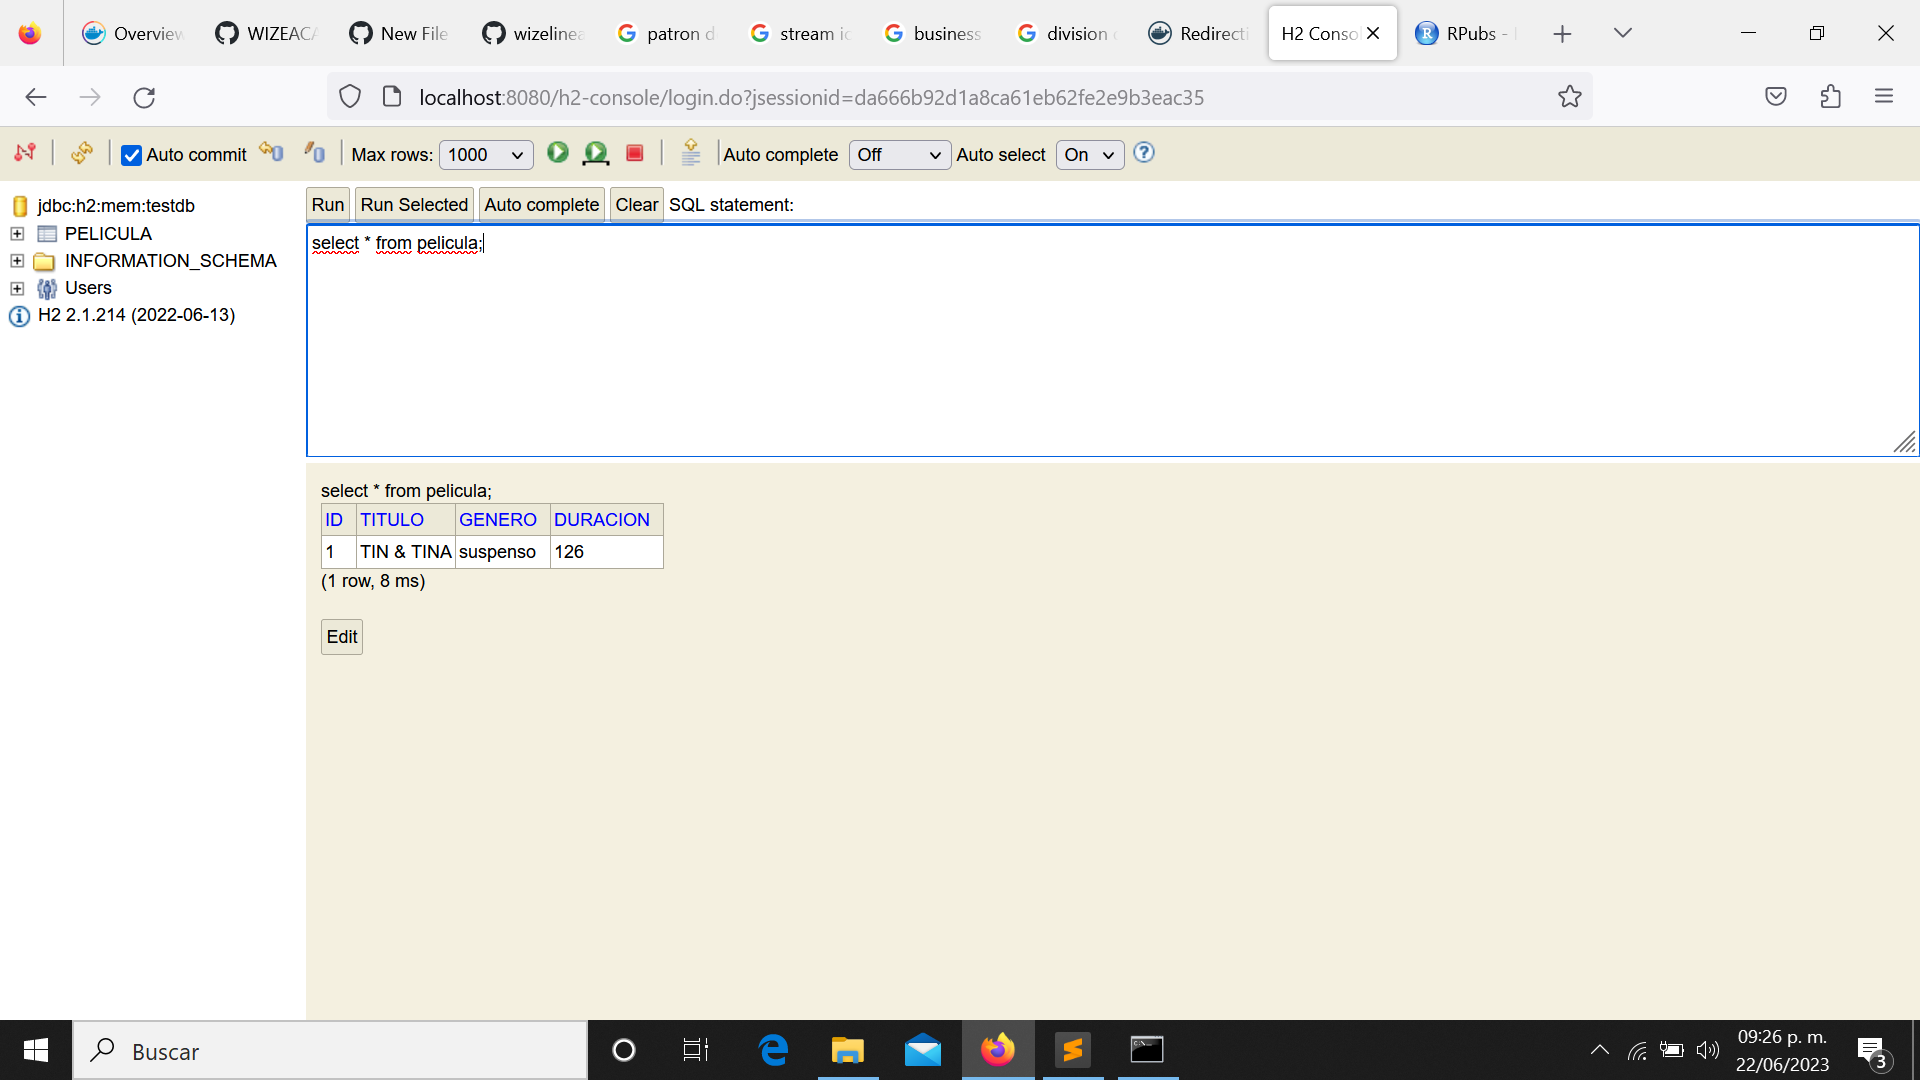 Overview
WIZEACA
New File
wizelinea
patron d
stream ic
business
division
Redirecti
H2 Consol
RPubs -
localhost:8080/h2-console/login.do?jsessionid=da666b92d1a8ca61eb62fe2e9b3eac35
Auto commit Max rows: 1000 Auto complete Off Auto select On
jdbc:h2:mem:testdb
PELICULA
INFORMATION_SCHEMA
Users
H2 2.1.214 (2022-06-13)
Run Run Selected Auto complete Clear SQL statement:
select * from pelicula;
select * from pelicula;
ID TITULO GENERO DURACION
1 TIN & TINA suspenso 126
(1 row, 8 ms)
Edit
Buscar
09:26 p. m.
22/06/2023
3